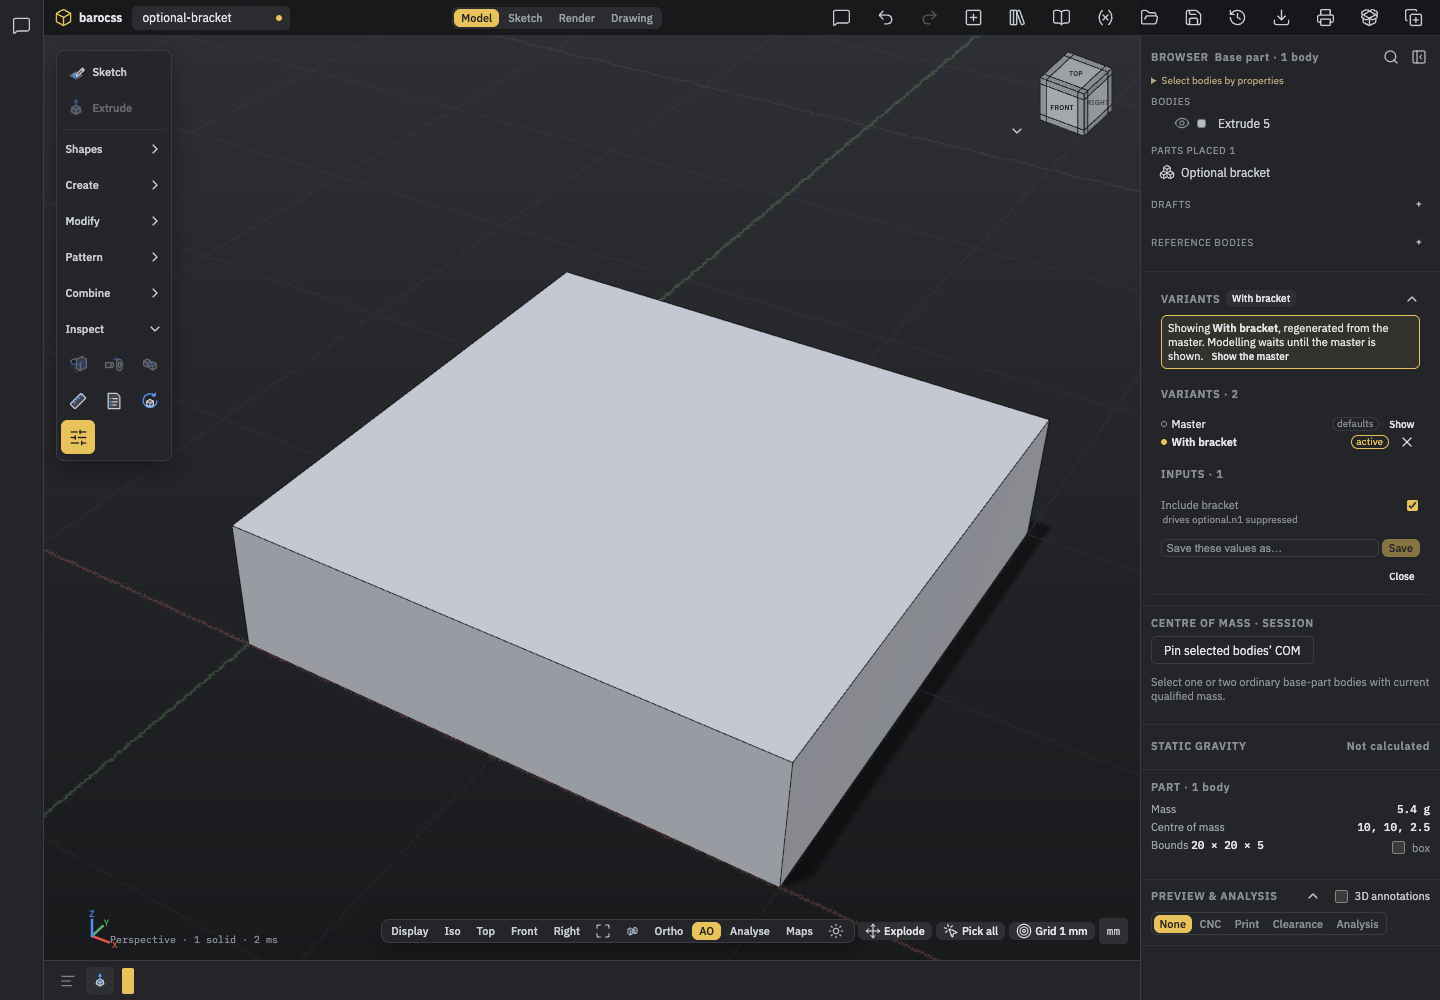 barocss
optional-bracket
Model
Sketch
Render
Drawing
Sketch
Extrude
Shapes
Create
Modify
Pattern
Combine
Inspect
TOP
FRONT
RIGHT
BROWSER Base part · 1 body
Select bodies by properties
BODIES
Extrude 5
PARTS PLACED 1
Optional bracket
DRAFTS +
REFERENCE BODIES +
VARIANTS With bracket
Showing With bracket, regenerated from the
master. Modelling waits until the master is
shown. Show the master
VARIANTS · 2
Master defaults Show
With bracket active
INPUTS · 1
Include bracket
drives optional.n1 suppressed
Save these values as... Save
Close
CENTRE OF MASS · SESSION
Pin selected bodies’ COM
Select one or two ordinary base-part bodies with current
qualified mass.
STATIC GRAVITY Not calculated
PART · 1 body
Mass 5.4 g
Centre of mass 10, 10, 2.5
Bounds 20 × 20 × 5 box
PREVIEW & ANALYSIS 3D annotations
None CNC Print Clearance Analysis
Z
Y
X
Perspective · 1 solid · 2 ms
Display Iso Top Front Right Ortho AO Analyse Maps Explode Pick all Grid 1 mm mm